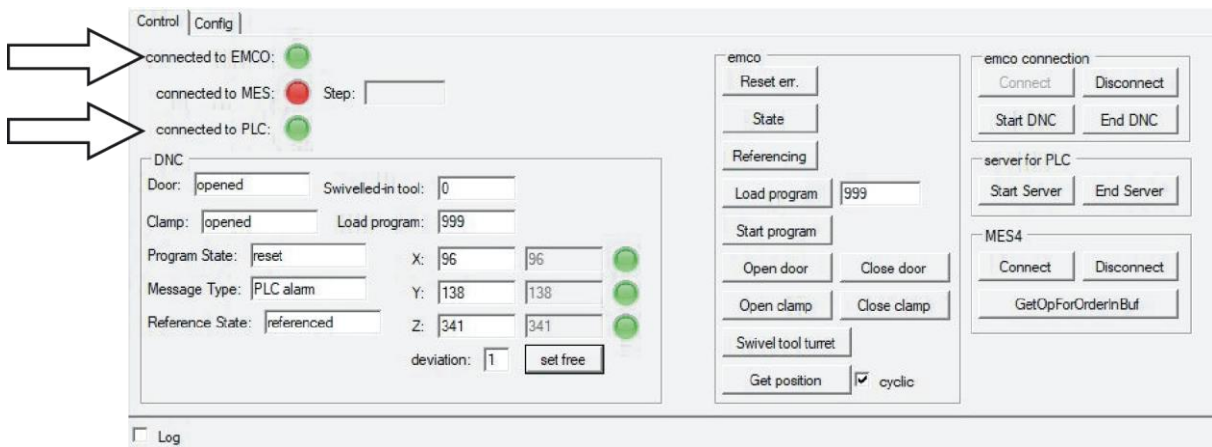 Control Config
connected to EMCO:
connected to MES: Step:
connected to PLC:
DNC
Door: opened Swivelled-in tool: 0
Clamp: opened Load program: 999
Program State: reset X: 96 96
Message Type: PLC alarm Y: 138 138
Reference State: referenced Z: 341 341
deviation: 1 set free
emco
Reset err.
State
Referencing
Load program 999
Start program
Open door Close door
Open clamp Close clamp
Swivel tool turret
Get position cyclic
emco connection
Connect Disconnect
Start DNC End DNC
server for PLC
Start Server End Server
MES4
Connect Disconnect
GetOpForOrderInBuf
Log